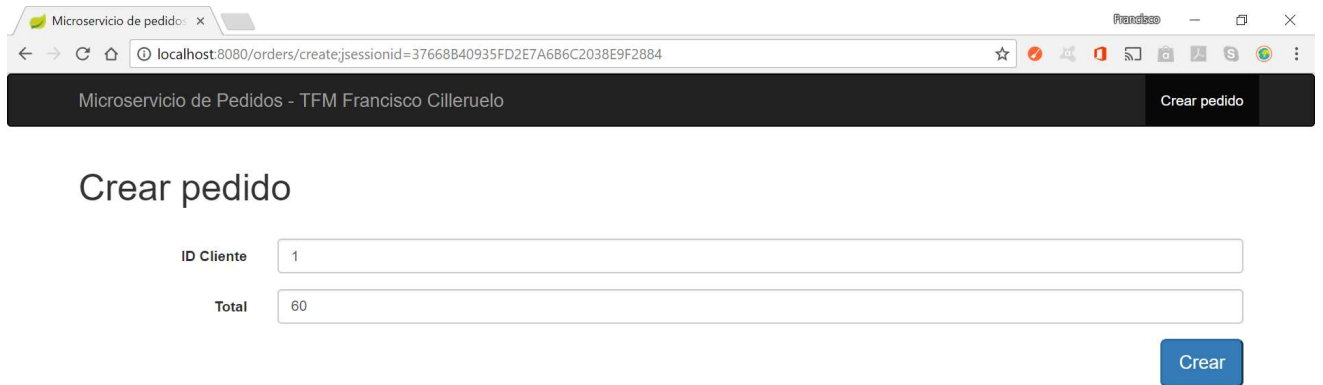 Microservicio de pedidos
Francisco
localhost:8080/orders/create;jsessionid=37668B40935FD2E7A6B6C2038E9F2884
Microservicio de Pedidos - TFM Francisco Cilleruelo
Crear pedido
Crear pedido
ID Cliente
1
Total
60
Crear